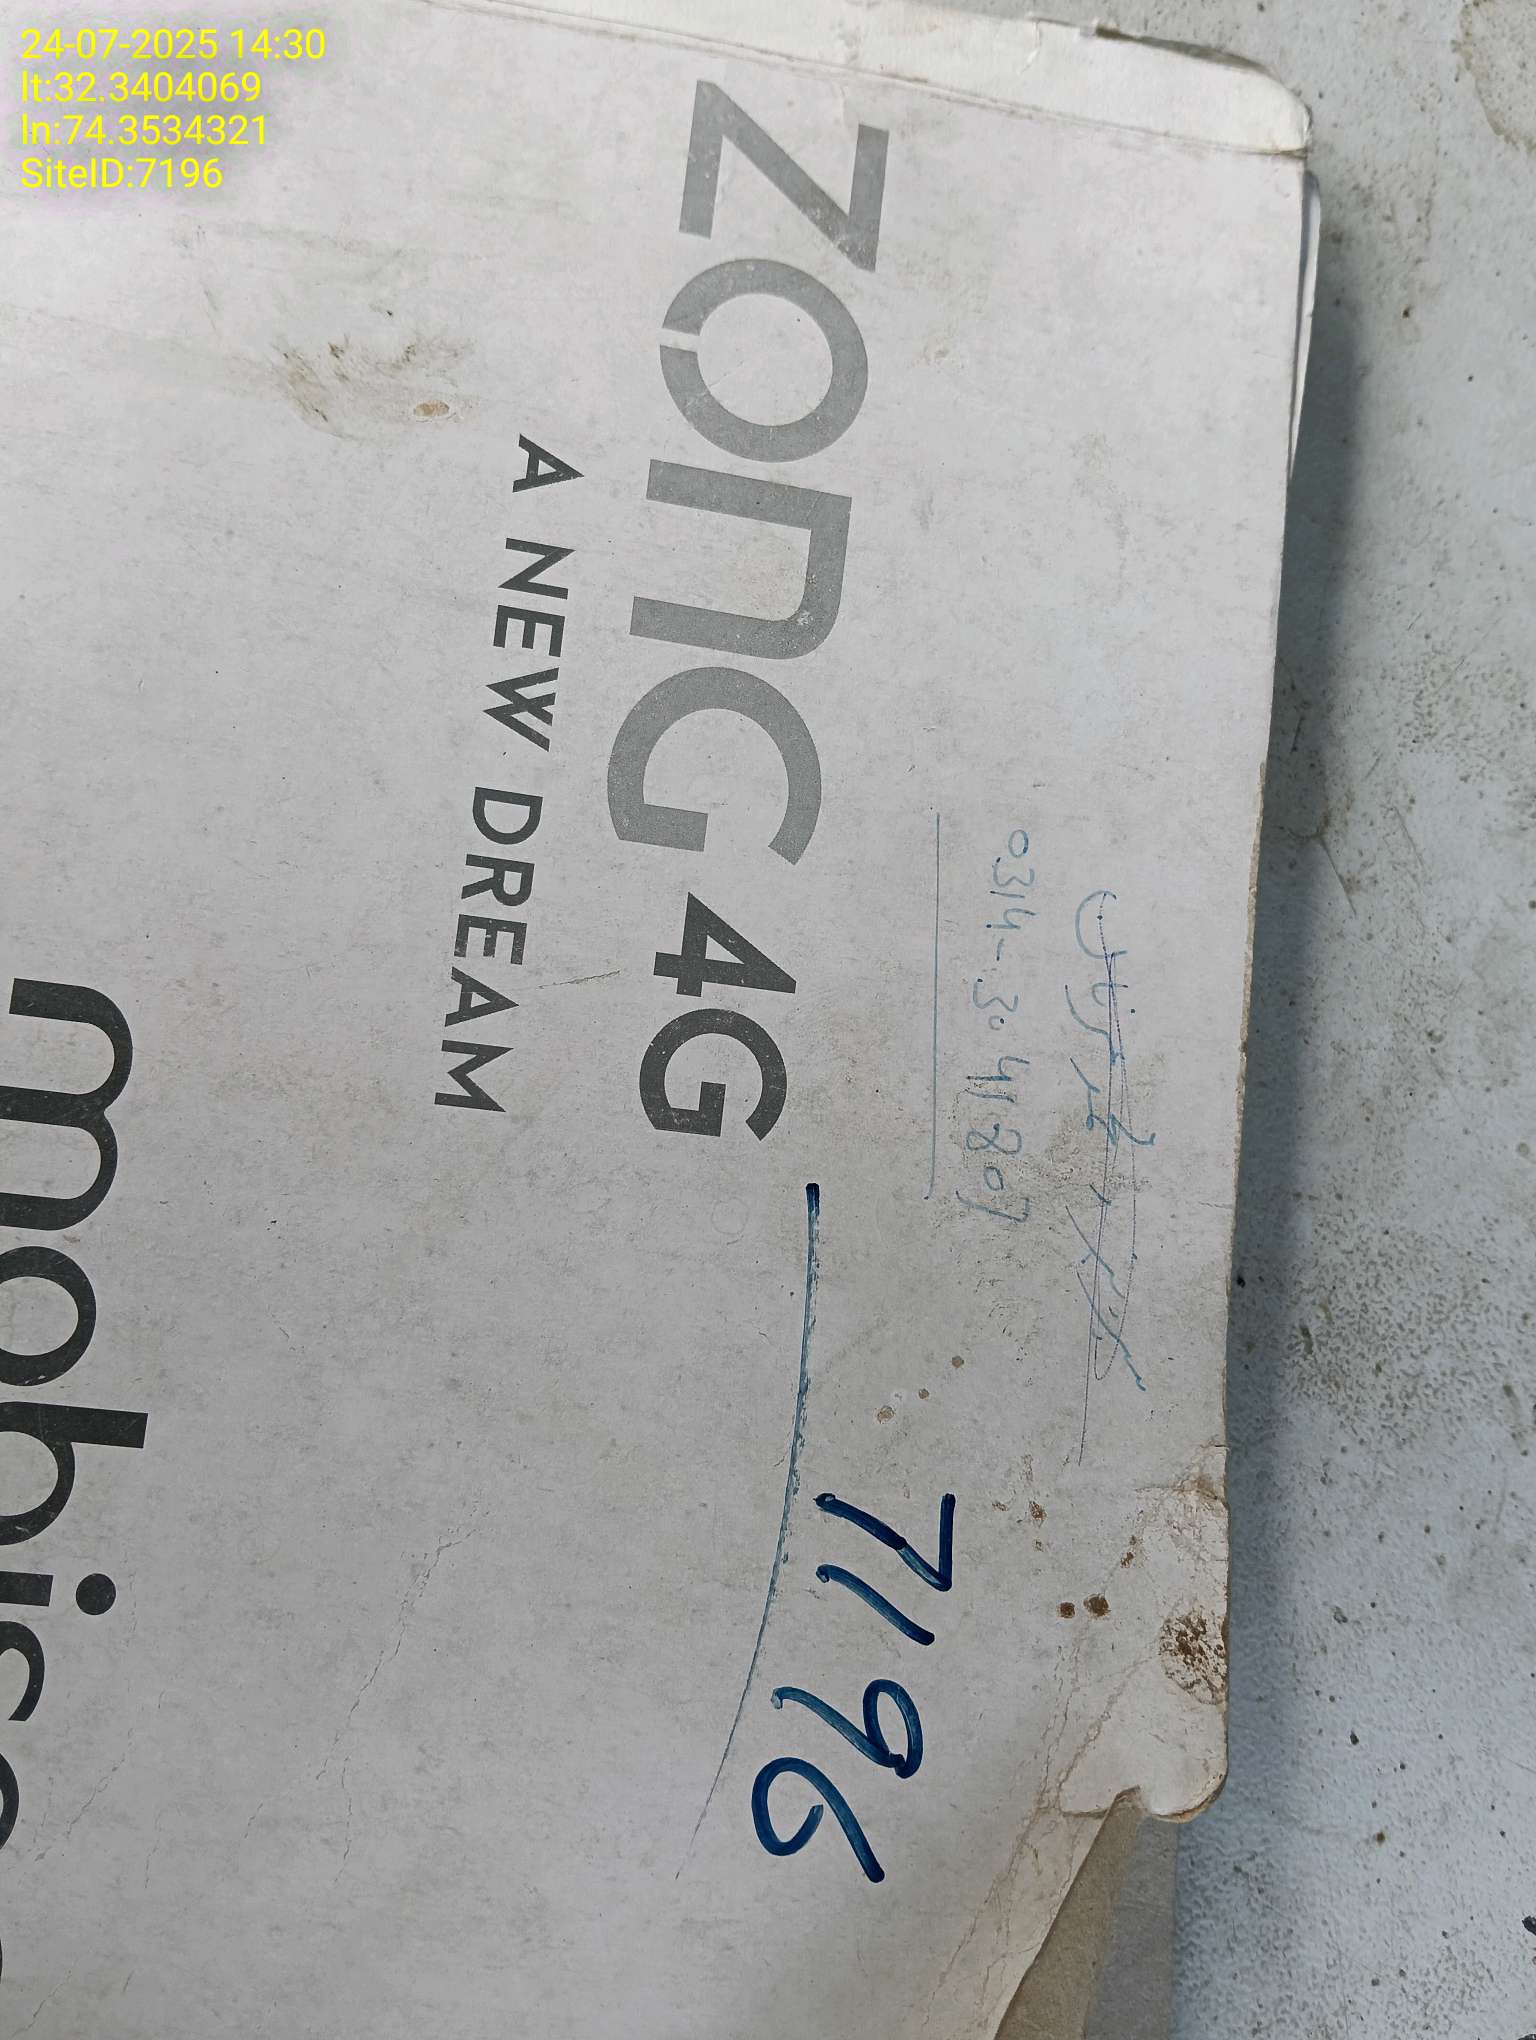 24-07-2025 14:30
lt:32.3404069
ln:74.3534321
SiteID:7196
0314-3041807
ZONG 4G
A NEW DREAM
7196